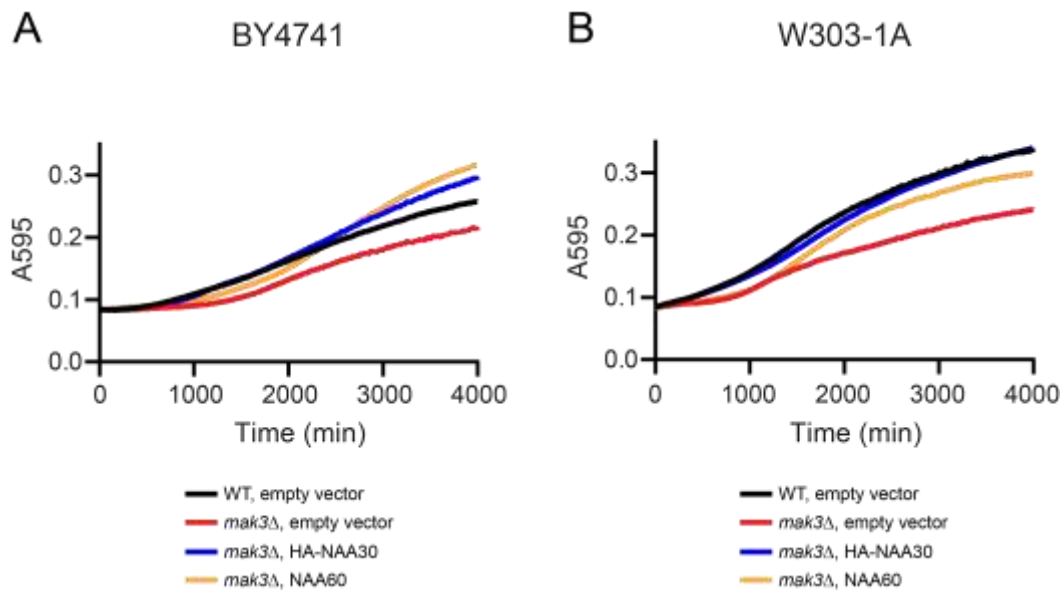 A
BY4741
0.3
0.2
0.1
0.0
A595
0 1000 2000 3000 4000
Time (min)
WT, empty vector
mak3Δ, empty vector
mak3Δ, HA-NAA30
mak3Δ, NAA60
B
W303-1A
0.3
0.2
0.1
0.0
A595
0 1000 2000 3000 4000
Time (min)
WT, empty vector
mak3Δ, empty vector
mak3Δ, HA-NAA30
mak3Δ, NAA60